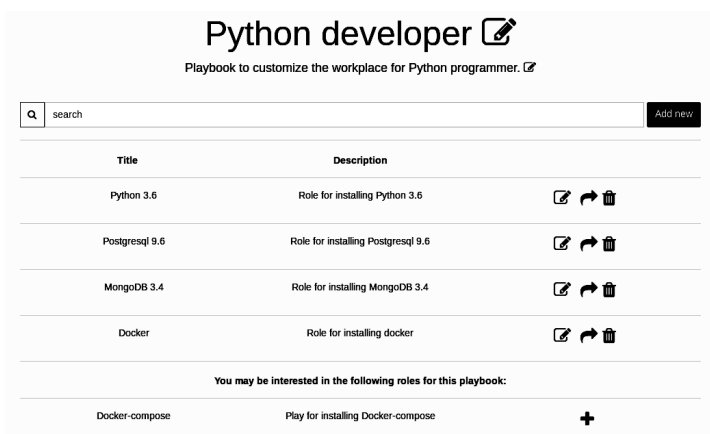 Python developer
Playbook to customize the workplace for Python programmer.
search Add new
Title Description
Python 3.6 Role for installing Python 3.6
Postgresql 9.6 Role for installing Postgresql 9.6
MongoDB 3.4 Role for installing MongoDB 3.4
Docker Role for installing docker
You may be interested in the following roles for this playbook:
Docker-compose Play for installing Docker-compose